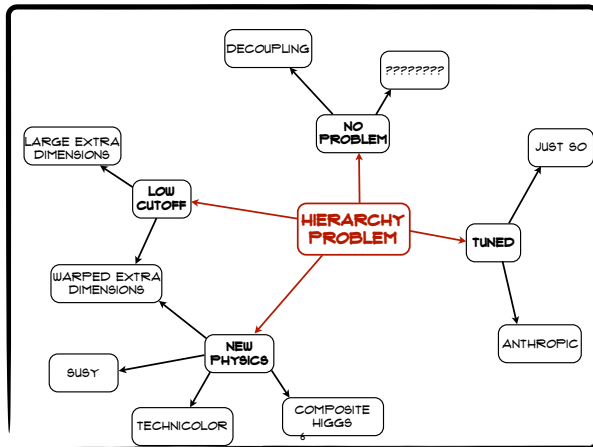 DECOUPLING
????????
NO
PROBLEM
LARGE EXTRA
DIMENSIONS
JUST SO
LOW
CUTOFF
HIERARCHY
PROBLEM
TUNED
WARPED EXTRA
DIMENSIONS
NEW
PHYSICS
ANTHROPIC
SUSY
TECHNICOLOR
COMPOSITE
HIGGS
6